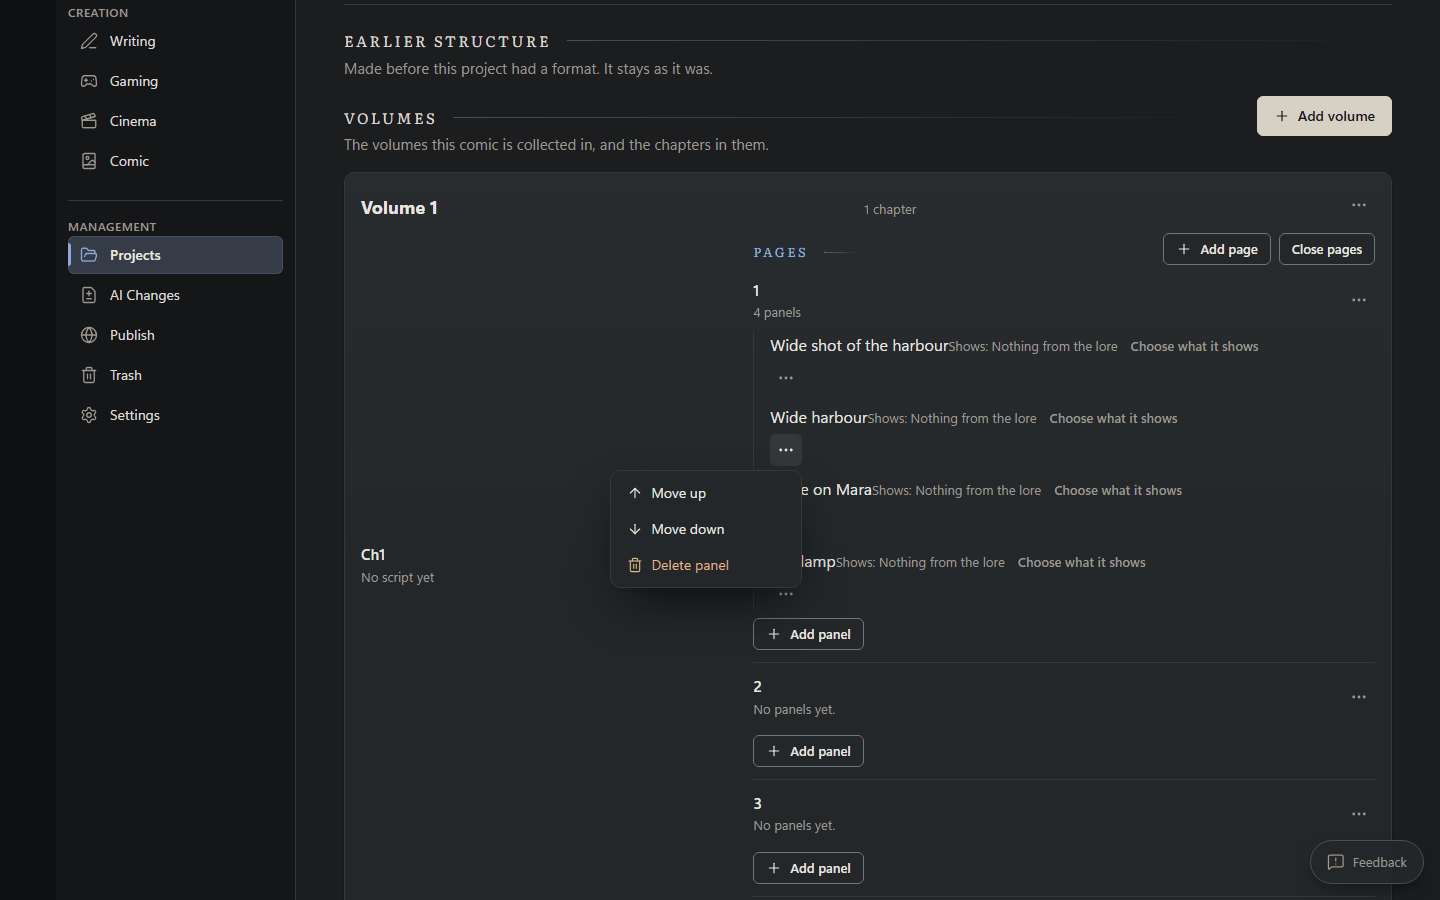 CREATION
Writing
Gaming
Cinema
Comic
MANAGEMENT
Projects
AI Changes
Publish
Trash
Settings
EARLIER STRUCTURE
Made before this project had a format. It stays as it was.
VOLUMES
The volumes this comic is collected in, and the chapters in them.
Add volume
Volume 1
1 chapter
PAGES
Add page
Close pages
1
4 panels
Wide shot of the harbour Shows: Nothing from the lore Choose what it shows
Wide harbour Shows: Nothing from the lore Choose what it shows
Move up
Move down
Delete panel
e on Mara Shows: Nothing from the lore Choose what it shows
lamp Shows: Nothing from the lore Choose what it shows
Ch1
No script yet
Add panel
2
No panels yet.
Add panel
3
No panels yet.
Add panel
Feedback